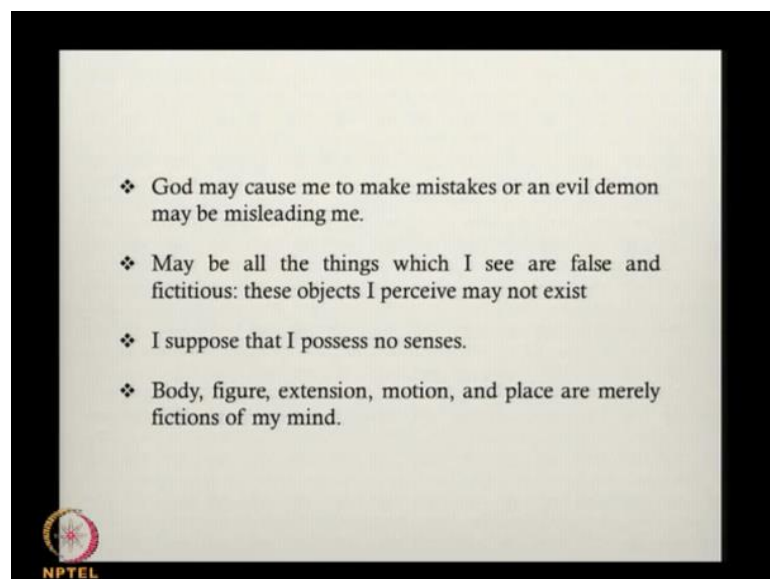 ❖ God may cause me to make mistakes or an evil demon
may be misleading me.
❖ May be all the things which I see are false and
fictitious: these objects I perceive may not exist
❖ I suppose that I possess no senses.
❖ Body, figure, extension, motion, and place are merely
fictions of my mind.
NPTEL